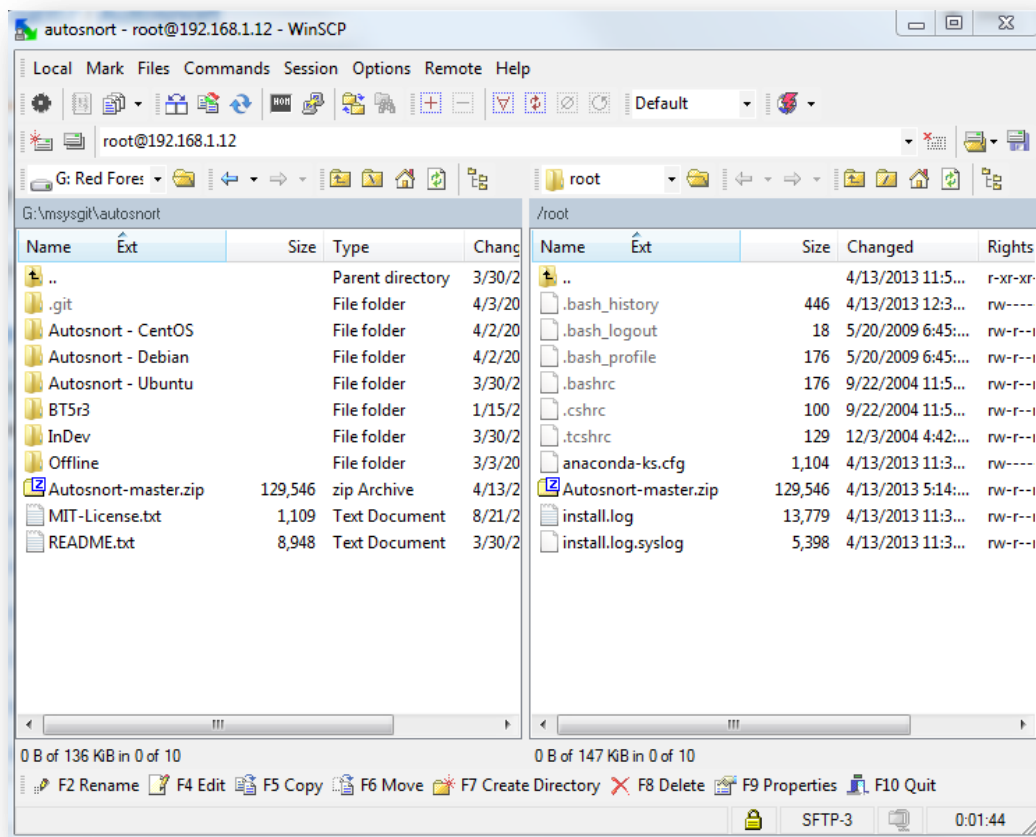 autosnort - root@192.168.1.12 - WinSCP
Local Mark Files Commands Session Options Remote Help
Default
root@192.168.1.12
G: Red Fores
root
G:\msysgit\autosnort
/root
Name Ext Size Type Chang
Name Ext Size Changed Rights
.. Parent directory 3/30/2
.. 4/13/2013 11:5... r-xr-xr-
.git File folder 4/3/20
.bash_history 446 4/13/2013 12:3... rw----
Autosnort - CentOS File folder 4/2/20
.bash_logout 18 5/20/2009 6:45:... rw-r--r
Autosnort - Debian File folder 4/2/20
.bash_profile 176 5/20/2009 6:45:... rw-r--r
Autosnort - Ubuntu File folder 3/30/2
.bashrc 176 9/22/2004 11:5... rw-r--r
BT5r3 File folder 1/15/2
.cshrc 100 9/22/2004 11:5... rw-r--r
InDev File folder 3/30/2
.tcshrc 129 12/3/2004 4:42:... rw-r--r
Offline File folder 3/3/20
anaconda-ks.cfg 1,104 4/13/2013 11:3... rw----
Autosnort-master.zip 129,546 zip Archive 4/13/2
Autosnort-master.zip 129,546 4/13/2013 5:14:... rw-r--r
MIT-License.txt 1,109 Text Document 8/21/2
install.log 13,779 4/13/2013 11:3... rw-r--r
README.txt 8,948 Text Document 3/30/2
install.log.syslog 5,398 4/13/2013 11:3... rw-r--r
0 B of 136 KiB in 0 of 10
0 B of 147 KiB in 0 of 10
F2 Rename F4 Edit F5 Copy F6 Move F7 Create Directory F8 Delete F9 Properties F10 Quit
SFTP-3 0:01:44